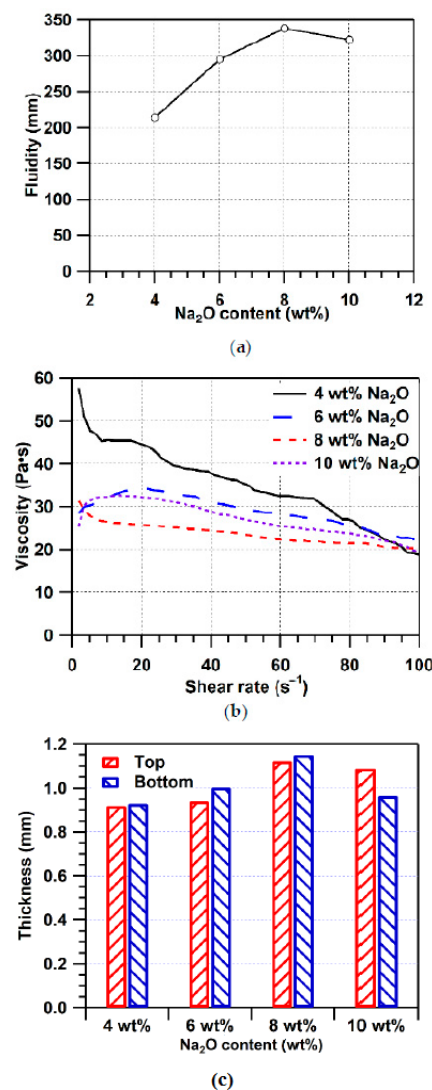 (a)
350
300
250
200
150
100
50
0
Fluidity (mm)
2 4 6 8 10 12
Na₂O content (wt%)
(a)
60
50
40
30
20
10
0
Viscosity (Pa•s)
4 wt% Na₂O
6 wt% Na₂O
8 wt% Na₂O
10 wt% Na₂O
0 20 40 60 80 100
Shear rate (s⁻¹)
(b)
1.2
1.0
0.8
0.6
0.4
0.2
0.0
Thickness (mm)
Top
Bottom
4 wt% 6 wt% 8 wt% 10 wt%
Na₂O content (wt%)
(c)